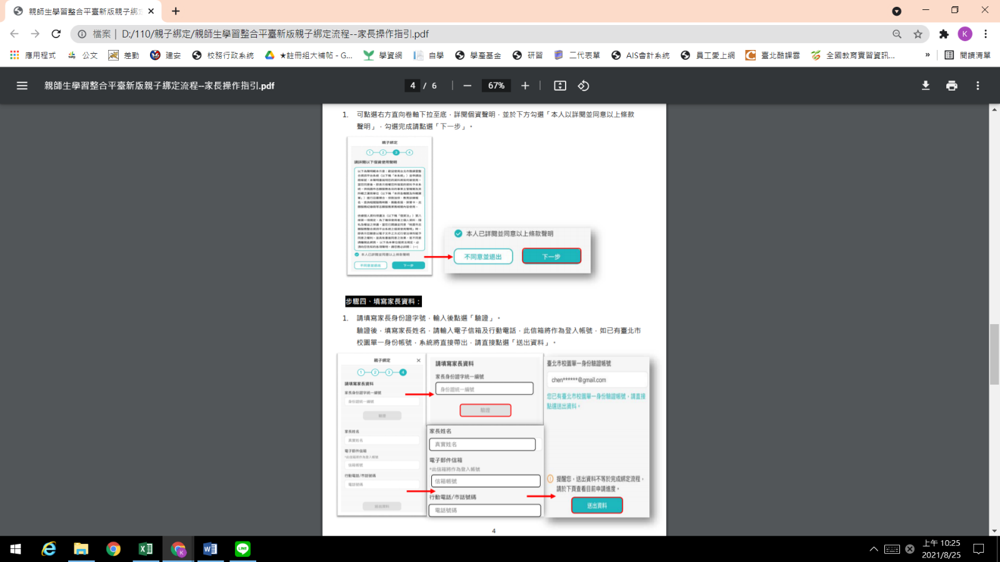 親師生學習整合平臺新版親子綁定
檔案 | D:/110/親子綁定/親師生學習整合平臺新版親子綁定流程--家長操作指引.pdf
K
應用程式 公文 差勤 建安 校務行政系統 ★註冊組大補帖 - G... 學資網 自學 學產基金 研習 二代表單 AIS會計系統 員工愛上網 臺北酷課雲 全國教育實習資訊... » 閱讀清單
親師生學習整合平臺新版親子綁定流程--家長操作指引.pdf 4 / 6 67%
1. 可點選右方直向卷軸下拉至底，詳閱個資聲明，並於下方勾選「本人以詳閱並同意以上條款
聲明」，勾選完成請點選「下一步」。
親子綁定
1 2 3 4
請詳閱以下個資使用聲明
本人已詳閱並同意以上條款聲明
不同意並退出 下一步
本人已詳閱並同意以上條款聲明
不同意並退出 下一步
步驟四、填寫家長資料：
1. 請填寫家長身份證字號，輸入後點選「驗證」。
驗證後，填寫家長姓名，請輸入電子信箱及行動電話，此信箱將作為登入帳號，如已有臺北市
校園單一身份帳號，系統將直接帶出，請直接點選「送出資料」。
親子綁定
1 2 3 4
請填寫家長資料
家長身份證字統一編號
身份證統一編號
驗證
家長姓名
真實姓名
電子郵件信箱
*此信箱將作為登入帳號
信箱帳號
行動電話/市話號碼
電話號碼
送出資料
請填寫家長資料
家長身份證字統一編號
身份證統一編號
驗證
家長姓名
真實姓名
電子郵件信箱
*此信箱將作為登入帳號
信箱帳號
行動電話/市話號碼
電話號碼
臺北市校園單一身份驗證帳號
chen******@gmail.com
您已有臺北市校園單一身份驗證帳號，請直接
點選送出資料。
提醒您，送出資料不等於完成綁定流程，
請於下頁查看目前申請進度。
送出資料
4
上午 10:25
2021/8/25